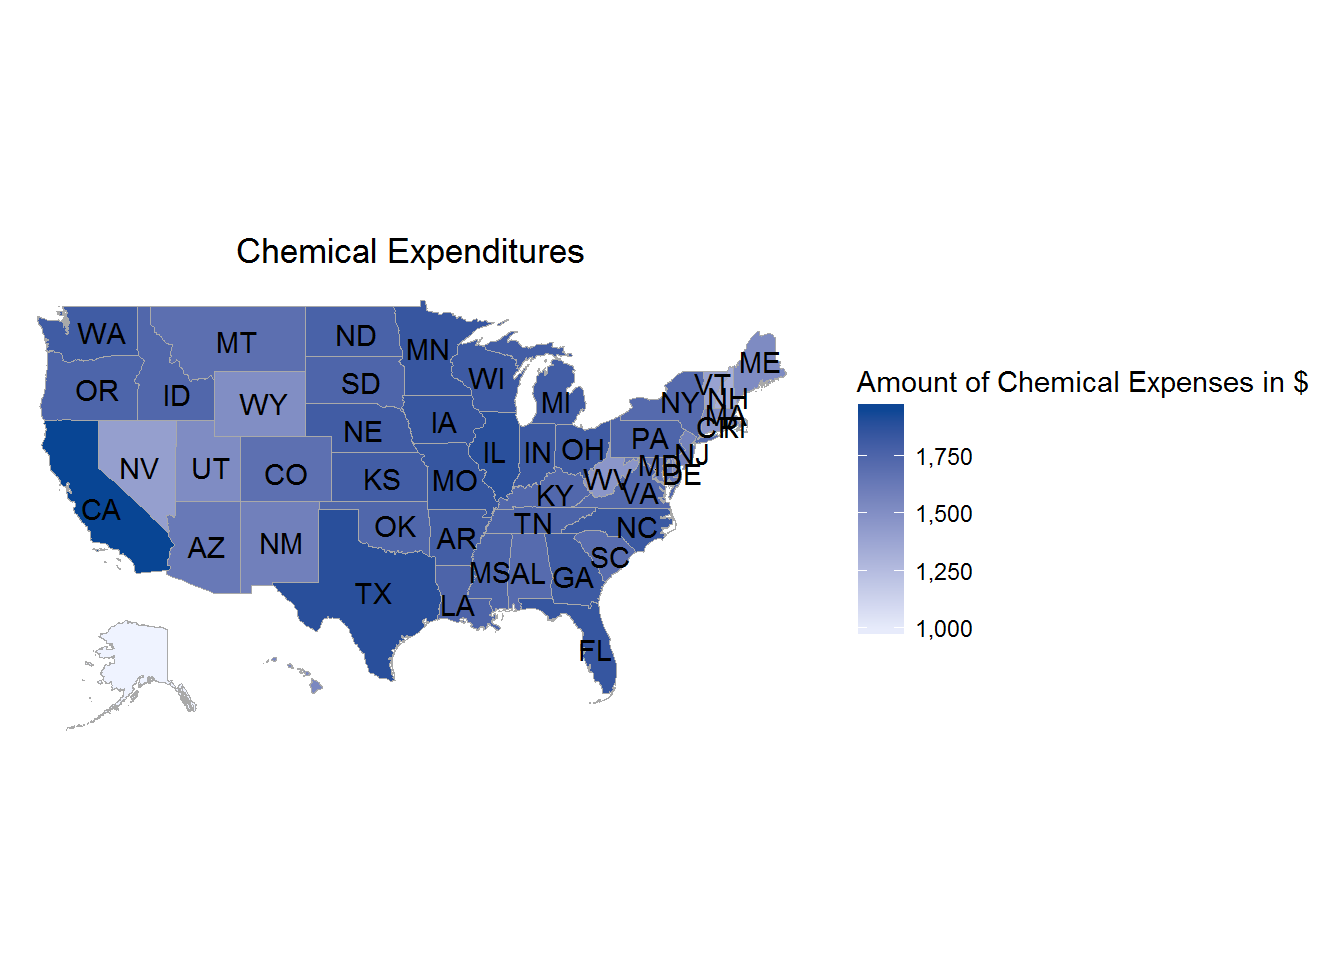 Chemical Expenditures
WA
MT
ND
MN
OR
ID
WY
SD
WI
MI
NY
VT
ME
NH
MA
CT
RI
NE
IA
PA
NJ
NV
UT
CO
KS
MO
IL
IN
OH
WV
MD
DE
VA
KY
CA
AZ
NM
OK
AR
TN
NC
SC
TX
LA
MS
AL
GA
FL
Amount of Chemical Expenses in $
1,750
1,500
1,250
1,000